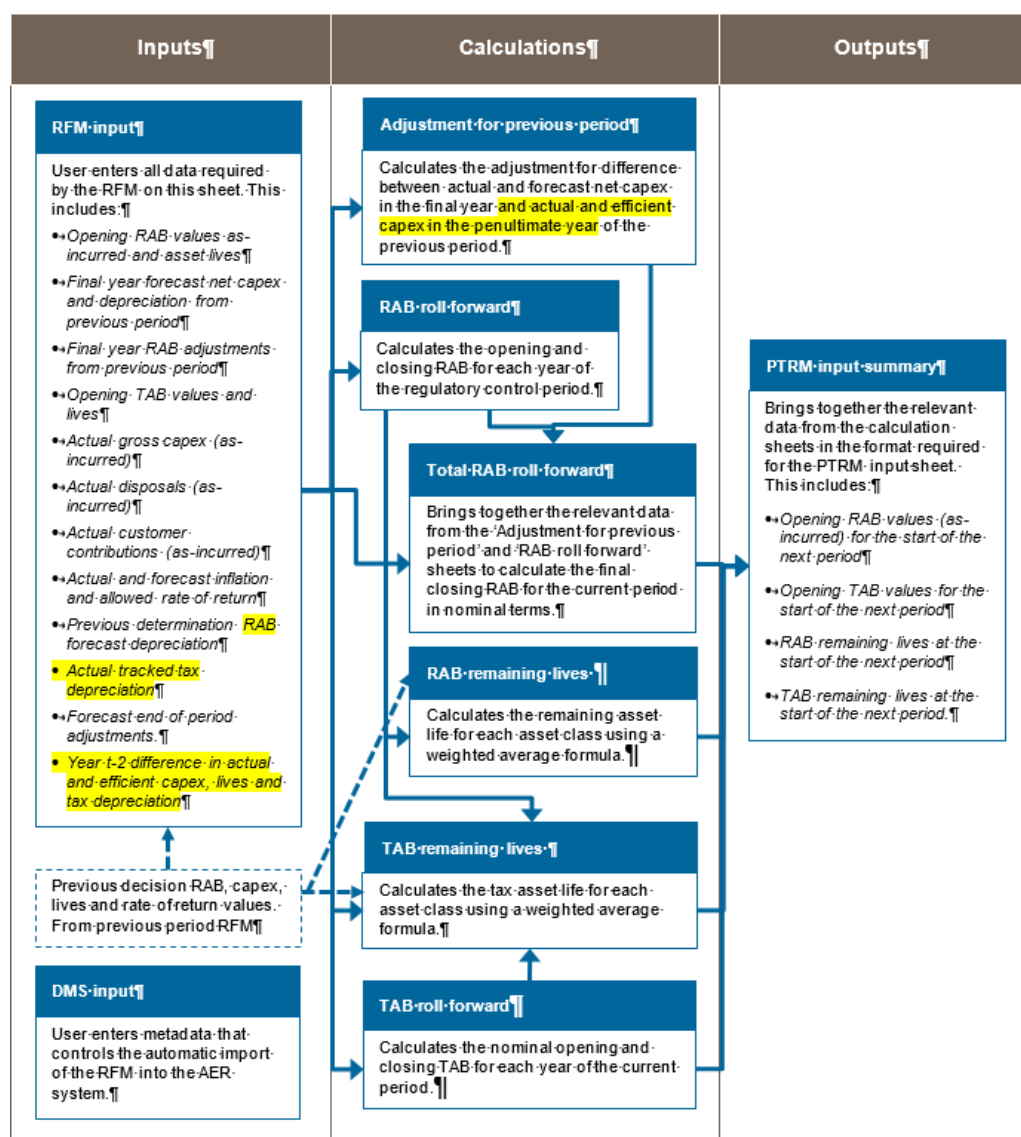 Inputs¶
Calculations¶
Outputs¶
RFM·input¶
User·enters·all·data·required·
by·the·RFM·on·this·sheet.·This·
includes:¶
•→Opening·RAB·values·as-
incurred·and·asset·lives¶
•→Final·year·forecast·net·capex·
and·depreciation·from·
previous·period¶
•→Final·year·RAB·adjustments·
from·previous·period¶
•→Opening·TAB·values·and·
lives¶
•→Actual·gross·capex·(as-
incurred)¶
•→Actual·disposals·(as-
incurred)¶
•→Actual·customer·
contributions·(as-incurred)¶
•→Actual·and·forecast·inflation·
and·allowed·rate·of·return¶
•→Previous·determination·RAB·
forecast·depreciation¶
•Actual·tracked·tax·
depreciation¶
•→Forecast·end·of·period·
adjustments.¶
•Year·t-2·difference·in·actual·
and·efficient·capex,·lives·and·
tax·depreciation¶
Previous·decision·RAB,·capex,·
lives·and·rate·of·return·values.·
From·previous·period·RFM¶
DMS·input¶
User·enters·metadata·that·
controls·the·automatic·import·
of·the·RFM·into·the·AER·
system.¶
Adjustment·for·previous·period¶
Calculates·the·adjustment·for·difference·
between·actual·and·forecast·net·capex·
in·the·final·year·and·actual·and·efficient·
capex·in·the·penultimate·year·of·the·
previous·period.¶
RAB·roll·forward¶
Calculates·the·opening·and·
closing·RAB·for·each·year·of·
the·regulatory·control·period.¶
Total·RAB·roll·forward¶
Brings·together·the·relevant·data·
from·the·‘Adjustment·for·previous·
period’·and·‘RAB·roll·forward’·
sheets·to·calculate·the·final·
closing·RAB·for·the·current·period·
in·nominal·terms.¶
RAB·remaining·lives·¶
Calculates·the·remaining·asset·
life·for·each·asset·class·using·a·
weighted·average·formula.¶
TAB·remaining·lives·¶
Calculates·the·tax·asset·life·for·each·
asset·class·using·a·weighted·average·
formula.¶
TAB·roll·forward¶
Calculates·the·nominal·opening·and·
closing·TAB·for·each·year·of·the·current·
period.¶
PTRM·input·summary¶
Brings·together·the·relevant·
data·from·the·calculation·
sheets·in·the·format·required·
for·the·PTRM·input·sheet.·
This·includes:¶
•→Opening·RAB·values·(as-
incurred)·for·the·start·of·the·
next·period¶
•→Opening·TAB·values·for·the·
start·of·the·next·period¶
•→RAB·remaining·lives·at·the·
start·of·the·next·period¶
•→TAB·remaining·lives·at·the·
start·of·the·next·period.¶